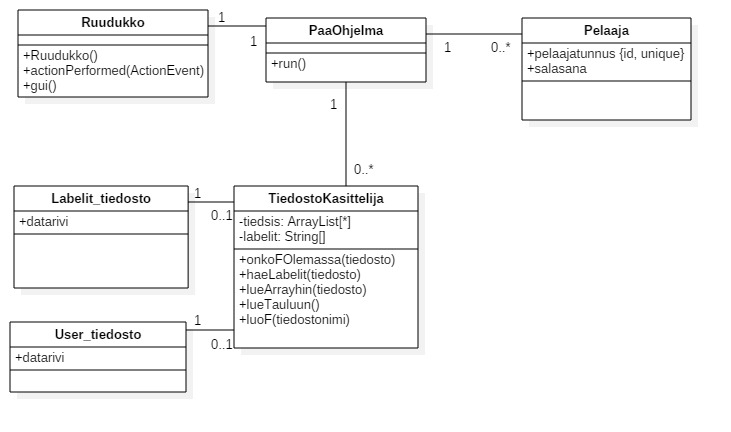 Ruudukko
+Ruudukko()
+actionPerformed(ActionEvent)
+gui()
1
1
PaaOhjelma
+run()
1
0..*
Pelaaja
+pelaajatunnus {id, unique}
+salasana
1
0..*
Labelit_tiedosto
+datarivi
1
0..1
TiedostoKasittelija
-tiedsis: ArrayList[*]
-labelit: String[]
+onkoFOlemassa(tiedosto)
+haeLabelit(tiedosto)
+lueArrayhin(tiedosto)
+lueTauluun()
+luoF(tiedostonimi)
User_tiedosto
+datarivi
1
0..1